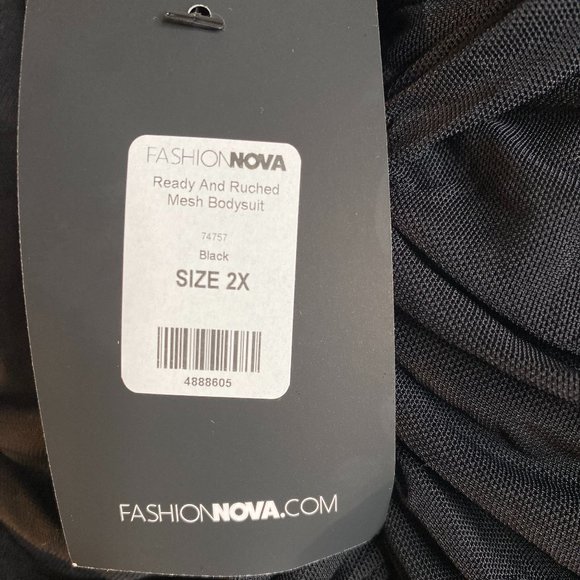 FASHIONNOVA
Ready And Ruched
Mesh Bodysuit
74757
Black
SIZE 2X
4888605
FASHIONNOVA.COM